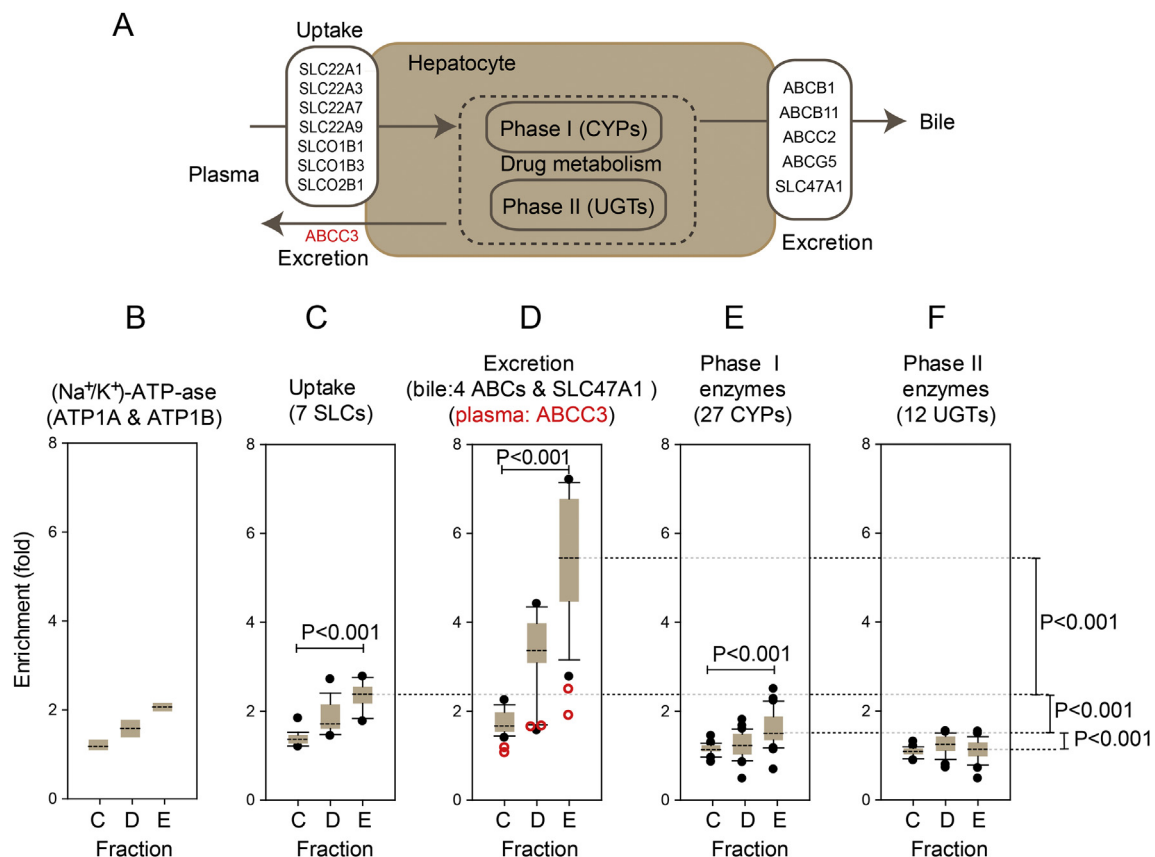 A
Uptake
SLC22A1
SLC22A3
SLC22A7
SLC22A9
SLCO1B1
SLCO1B3
SLCO2B1
Plasma
ABCC3
Excretion
Hepatocyte
Phase I (CYPs)
Drug metabolism
Phase II (UGTs)
ABCB1
ABCB11
ABCC2
ABCG5
SLC47A1
Excretion
Bile
B
(Na+/K+)-ATP-ase
(ATP1A & ATP1B)
Enrichment (fold)
8
6
4
2
0
C D E
Fraction
C
Uptake
(7 SLCs)
8
6
4
2
0
P<0.001
C D E
Fraction
D
Excretion
(bile:4 ABCs & SLC47A1 )
(plasma: ABCC3)
8
6
4
2
0
P<0.001
C D E
Fraction
E
Phase I
enzymes
(27 CYPs)
8
6
4
2
0
P<0.001
C D E
Fraction
F
Phase II
enzymes
(12 UGTs)
8
6
4
2
0
C D E
Fraction
P<0.001
P<0.001
P<0.001